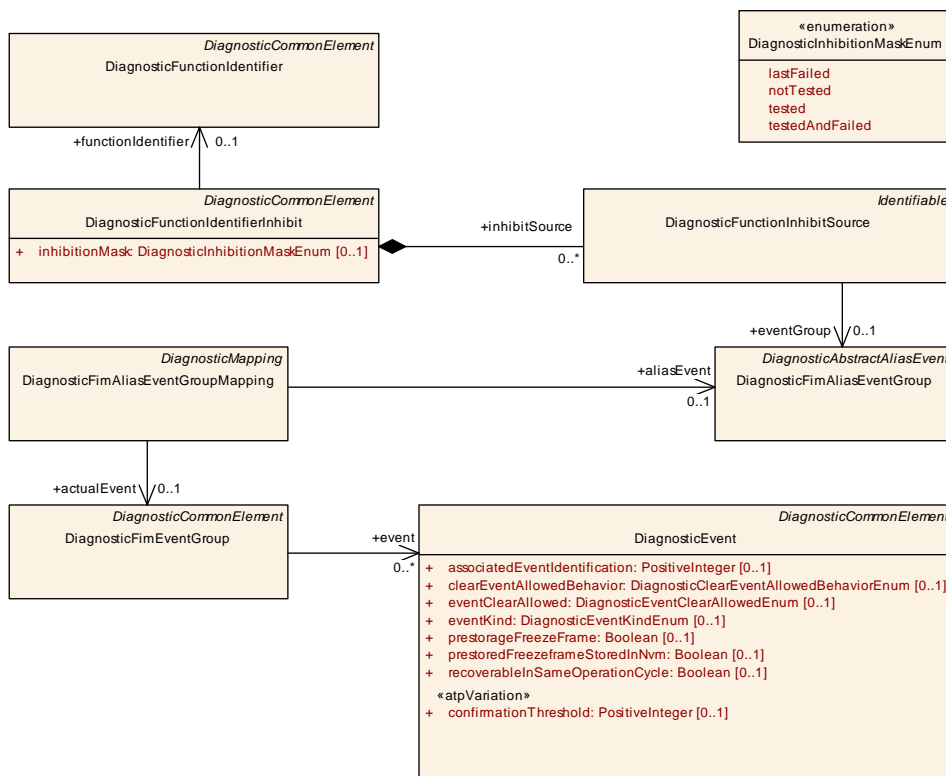 DiagnosticCommonElement
DiagnosticFunctionIdentifier
«enumeration»
DiagnosticInhibitionMaskEnum
lastFailed
notTested
tested
testedAndFailed
+functionIdentifier 0..1
DiagnosticCommonElement
DiagnosticFunctionIdentifierInhibit
+ inhibitionMask: DiagnosticInhibitionMaskEnum [0..1]
+inhibitSource
0..*
Identifiable
DiagnosticFunctionInhibitSource
+eventGroup 0..1
DiagnosticMapping
DiagnosticFimAliasEventGroupMapping
+aliasEvent
0..1
DiagnosticAbstractAliasEvent
DiagnosticFimAliasEventGroup
+actualEvent 0..1
DiagnosticCommonElement
DiagnosticFimEventGroup
+event
0..*
DiagnosticCommonElement
DiagnosticEvent
+ associatedEventIdentification: PositiveInteger [0..1]
+ clearEventAllowedBehavior: DiagnosticClearEventAllowedBehaviorEnum [0..1]
+ eventClearAllowed: DiagnosticEventClearAllowedEnum [0..1]
+ eventKind: DiagnosticEventKindEnum [0..1]
+ prestorageFreezeFrame: Boolean [0..1]
+ prestoredFreezeframeStoredInNvm: Boolean [0..1]
+ recoverableInSameOperationCycle: Boolean [0..1]
«atpVariation»
+ confirmationThreshold: PositiveInteger [0..1]